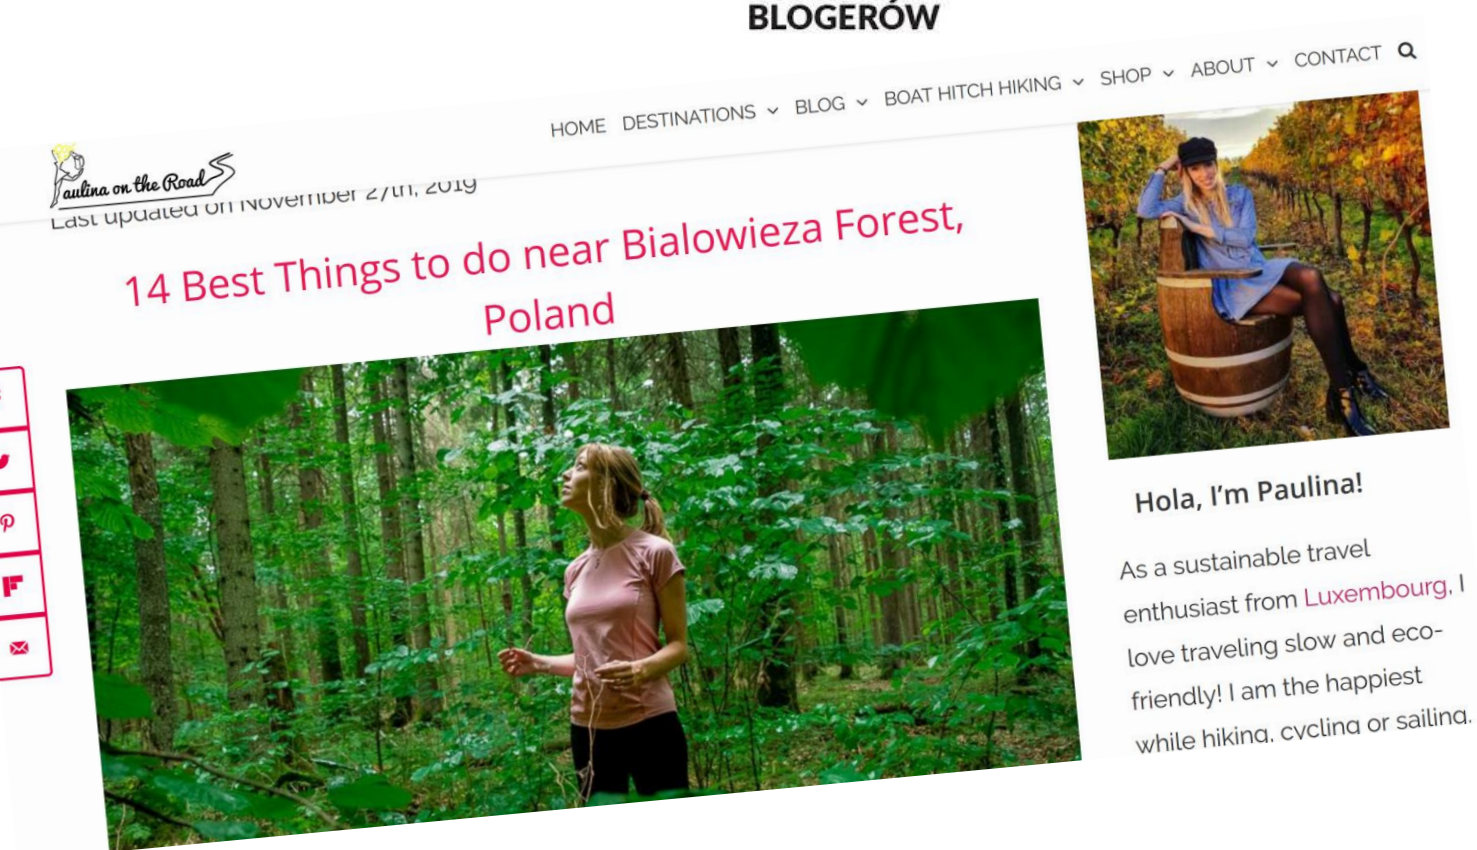 BLOGERÓW
HOME DESTINATIONS BLOG BOAT HITCH HIKING SHOP ABOUT CONTACT
Paulina on the Road
Last updated on November 27th, 2019
14 Best Things to do near Bialowieza Forest,
Poland
Hola, I'm Paulina!
As a sustainable travel
enthusiast from Luxembourg, I
love traveling slow and eco-
friendly! I am the happiest
while hiking, cycling or sailing.